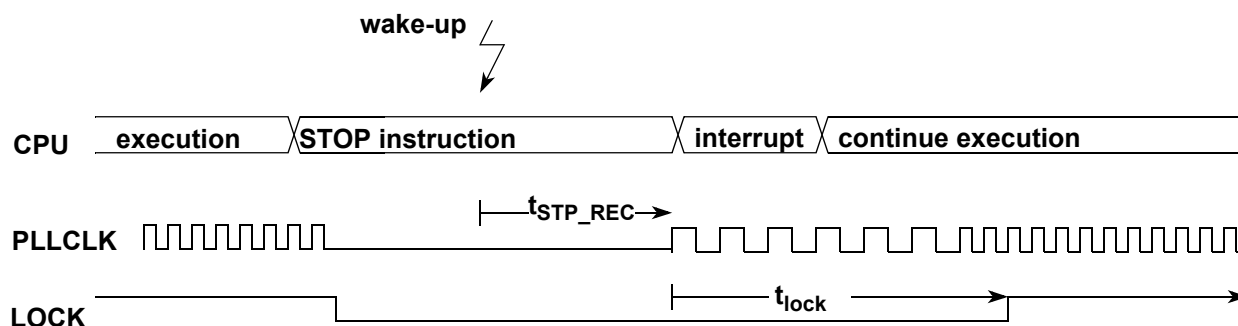 wake-up
CPU execution STOP instruction interrupt continue execution
tSTP_REC
PLLCLK
tlock
LOCK